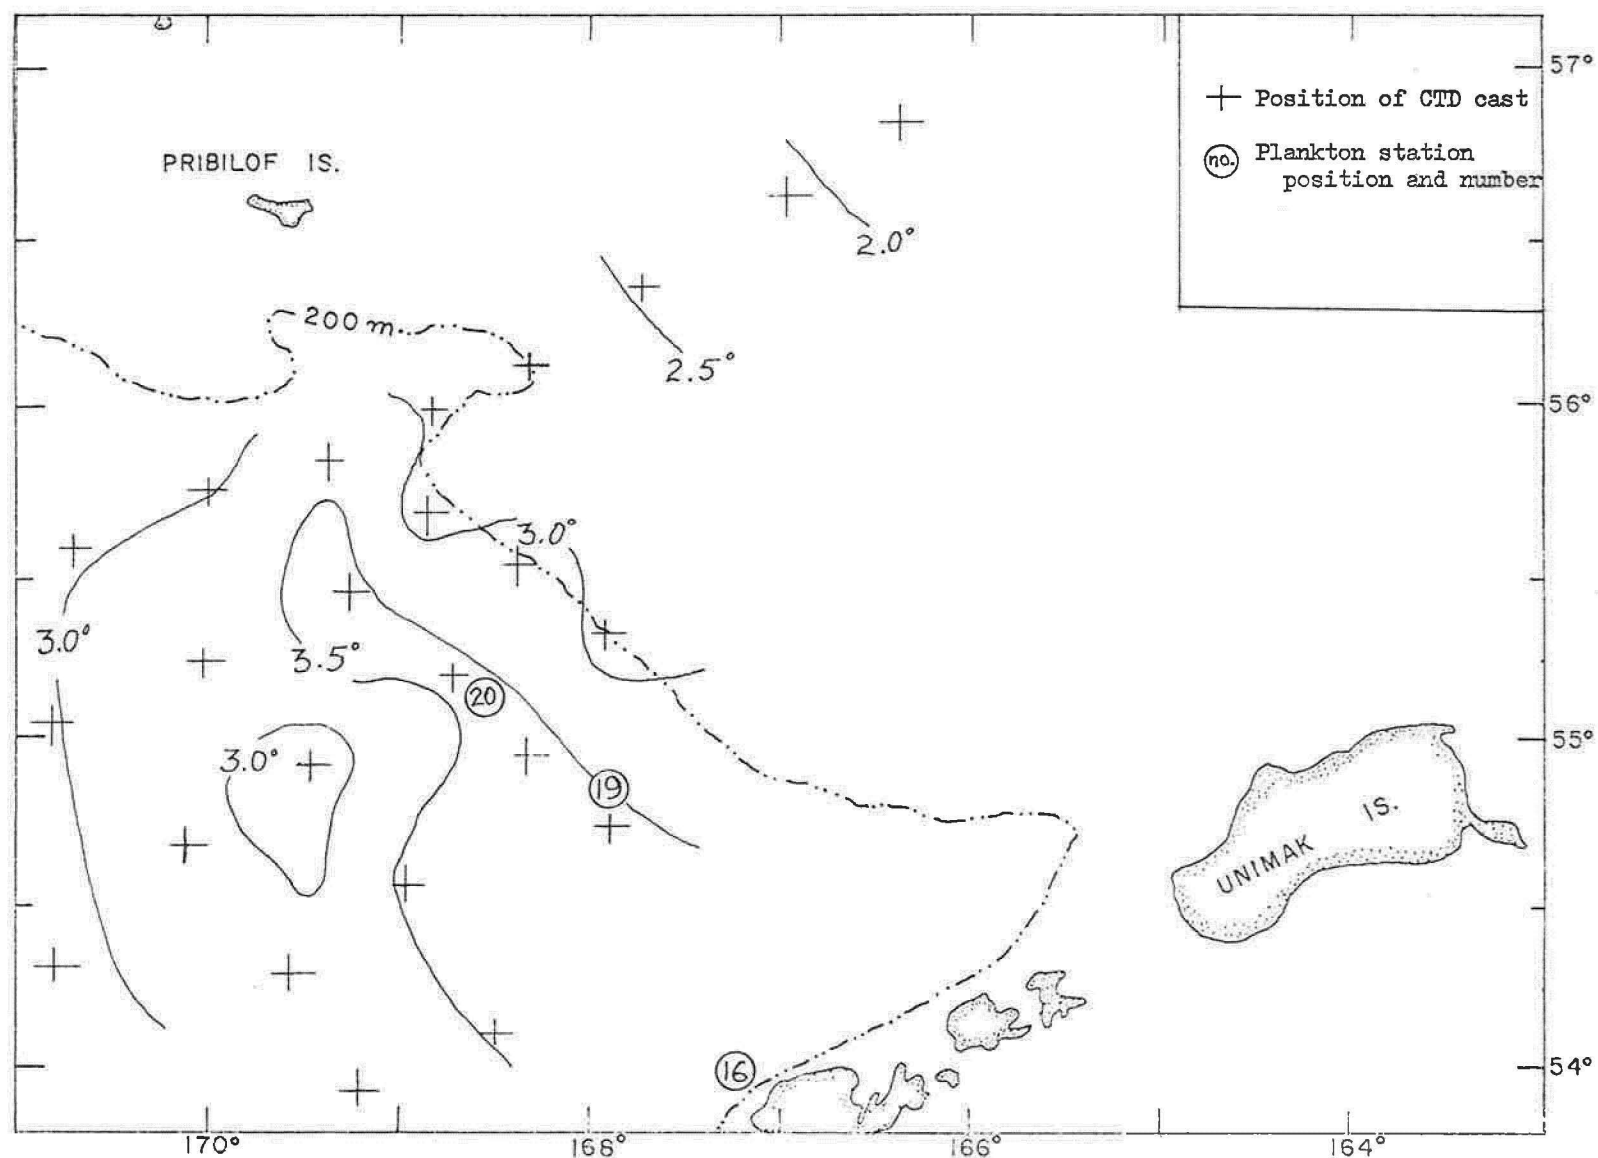 57°
+ Position of CTD cast
no. Plankton station
position and number
PRIBILOF IS.
2.0°
200 m
2.5°
56°
3.0°
3.0°
3.5°
20
3.0°
55°
19
UNIMAK IS.
16
54°
170°
168°
166°
164°